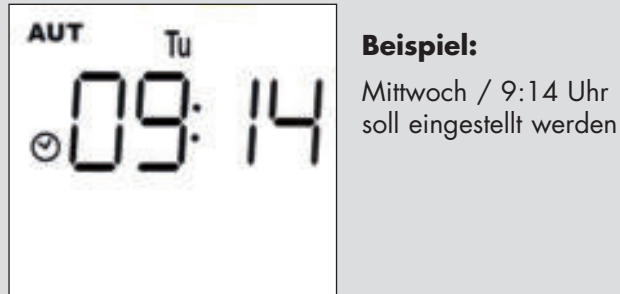 AUT
Tu
09:14
Beispiel:
Mittwoch / 9:14 Uhr
soll eingestellt werden